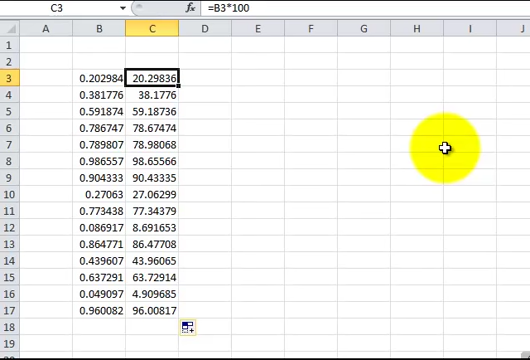 C3 =B3*100
A B C D E F G H I J
1
2
3 0.202984 20.29836
4 0.381776 38.1776
5 0.591874 59.18736
6 0.786747 78.67474
7 0.789807 78.98068
8 0.986557 98.65566
9 0.904333 90.43335
10 0.27063 27.06299
11 0.773438 77.34379
12 0.086917 8.691653
13 0.864771 86.47708
14 0.439607 43.96065
15 0.637291 63.72914
16 0.049097 4.909685
17 0.960082 96.00817
18
19